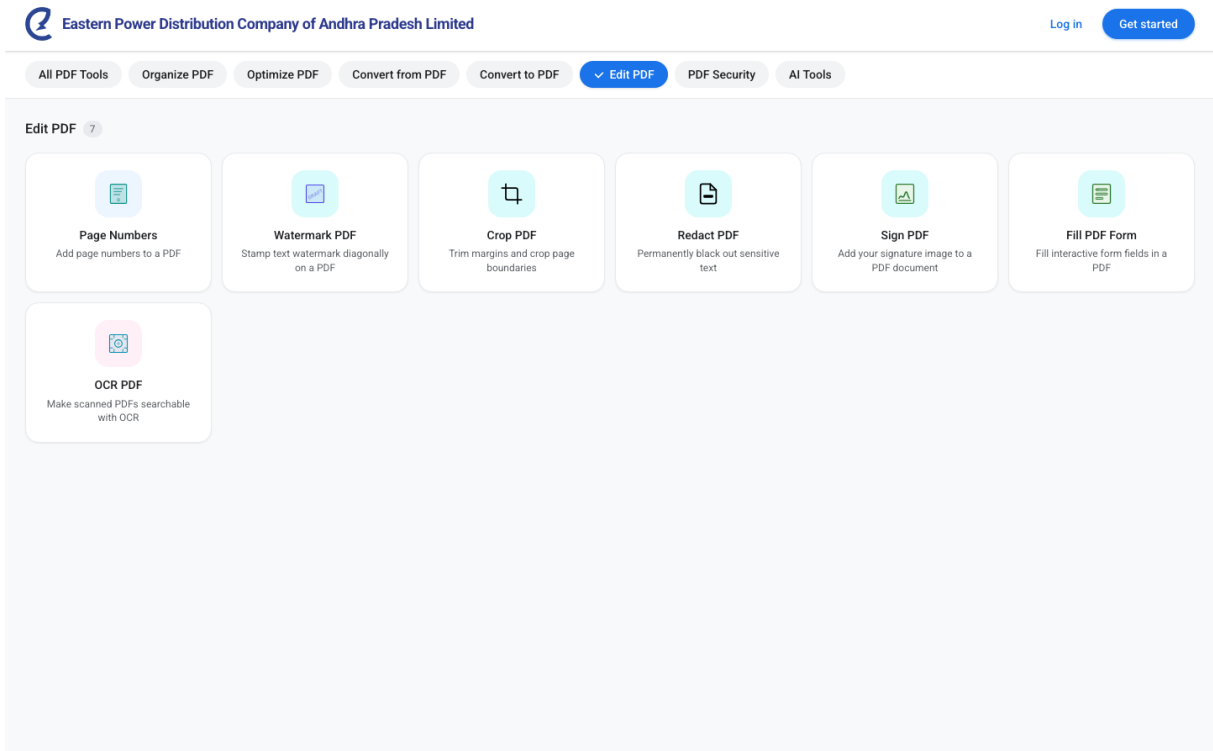 Eastern Power Distribution Company of Andhra Pradesh Limited
Log in
Get started
All PDF Tools
Organize PDF
Optimize PDF
Convert from PDF
Convert to PDF
Edit PDF
PDF Security
AI Tools
Edit PDF 7
Page Numbers
Add page numbers to a PDF
Watermark PDF
Stamp text watermark diagonally
on a PDF
Crop PDF
Trim margins and crop page
boundaries
Redact PDF
Permanently black out sensitive
text
Sign PDF
Add your signature image to a
PDF document
Fill PDF Form
Fill interactive form fields in a
PDF
OCR PDF
Make scanned PDFs searchable
with OCR